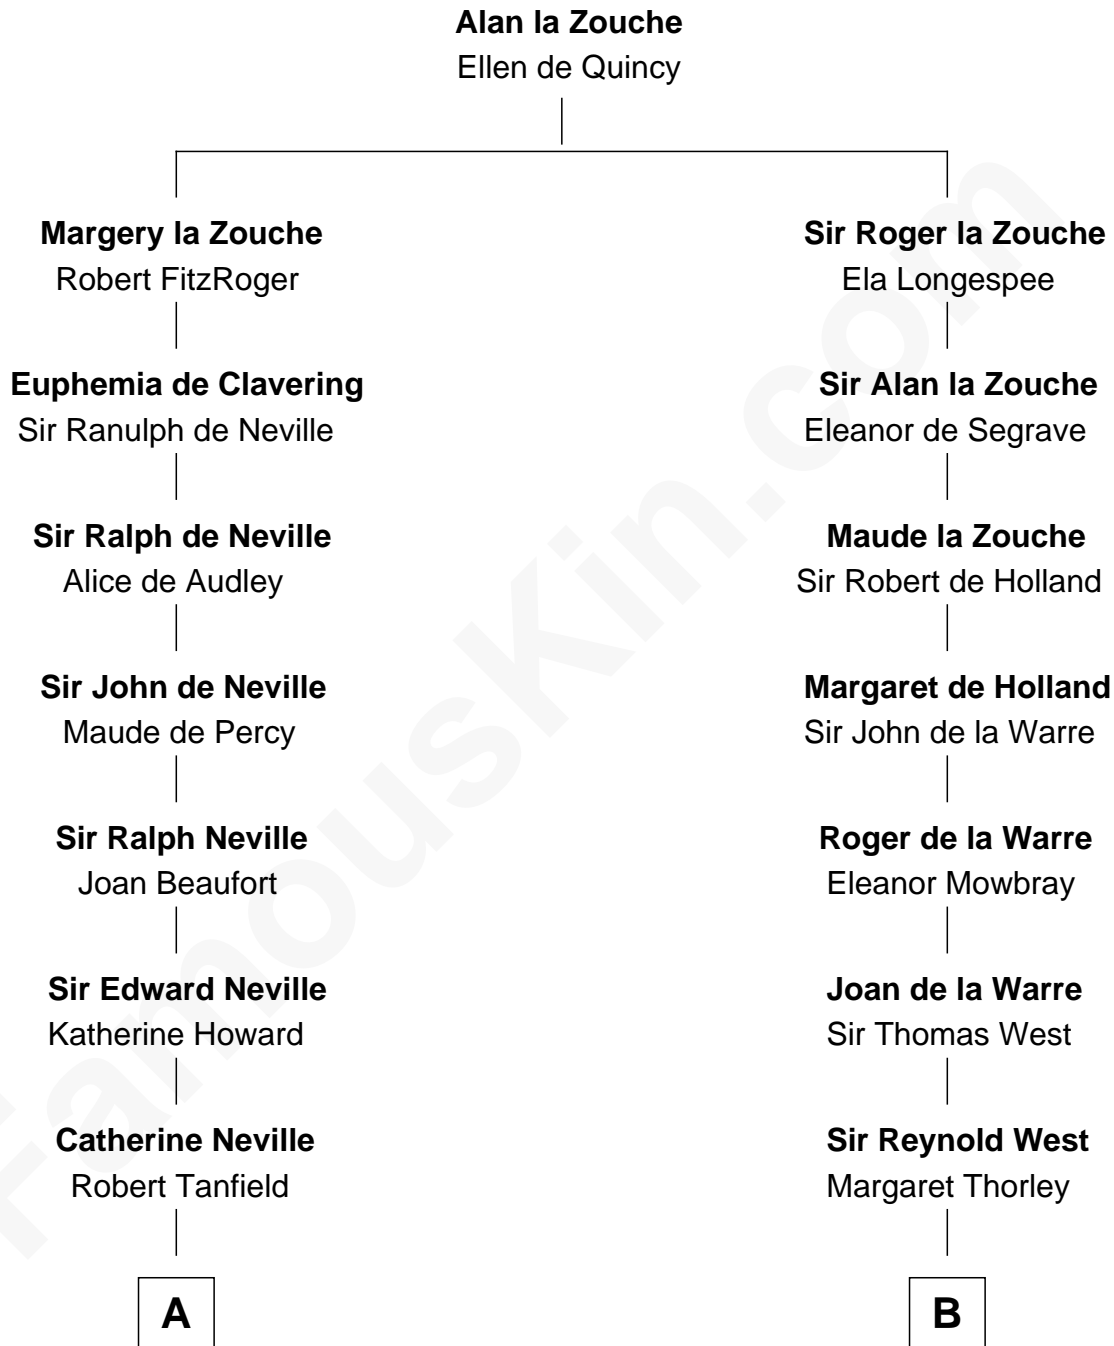 Alan la Zouche
Ellen de Quincy
Margery la Zouche
Robert FitzRoger
Sir Roger la Zouche
Ela Longespee
Euphemia de Clavering
Sir Ranulph de Neville
Sir Alan la Zouche
Eleanor de Segrave
Sir Ralph de Neville
Alice de Audley
Maude la Zouche
Sir Robert de Holland
Sir John de Neville
Maude de Percy
Margaret de Holland
Sir John de la Warre
Sir Ralph Neville
Joan Beaufort
Roger de la Warre
Eleanor Mowbray
Sir Edward Neville
Katherine Howard
Joan de la Warre
Sir Thomas West
Catherine Neville
Robert Tanfield
Sir Reynold West
Margaret Thorley
A
B
FamousKin.com